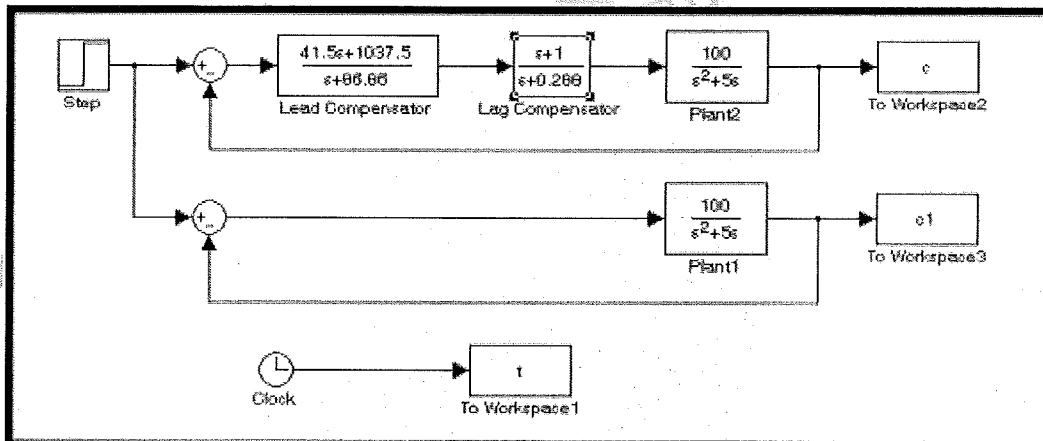 Step
+
-
41.5s+1037.5
s+86.86
Lead Compensator
s+1
s+0.288
Lag Compensator
100
s²+5s
Plant2
c
To Workspace2
+
-
100
s²+5s
Plant1
c1
To Workspace3
Clock
t
To Workspace1